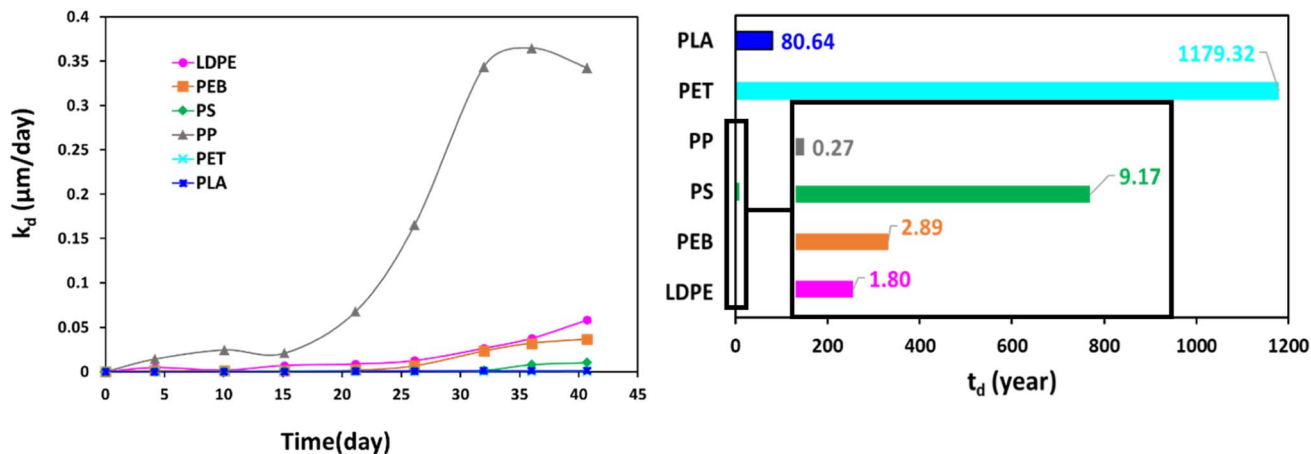 0.4
0.35
0.3
0.25
0.2
0.15
0.1
0.05
0
k_d (µm/day)
LDPE
PEB
PS
PP
PET
PLA
0 5 10 15 20 25 30 35 40 45
Time(day)
PLA 80.64
PET 1179.32
PP 0.27
PS 9.17
PEB 2.89
LDPE 1.80
0 200 400 600 800 1000 1200
t_d (year)